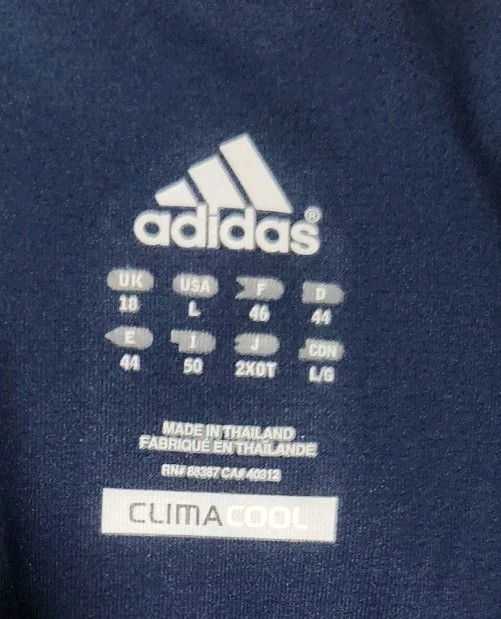 adidas®
UK USA F D
18 L 46 44
E I J CDN
44 50 2XOT L/G
MADE IN THAILAND
FABRIQUÉ EN THAÏLANDE
RN# 88387 CA# 40312
CLIMACOOL